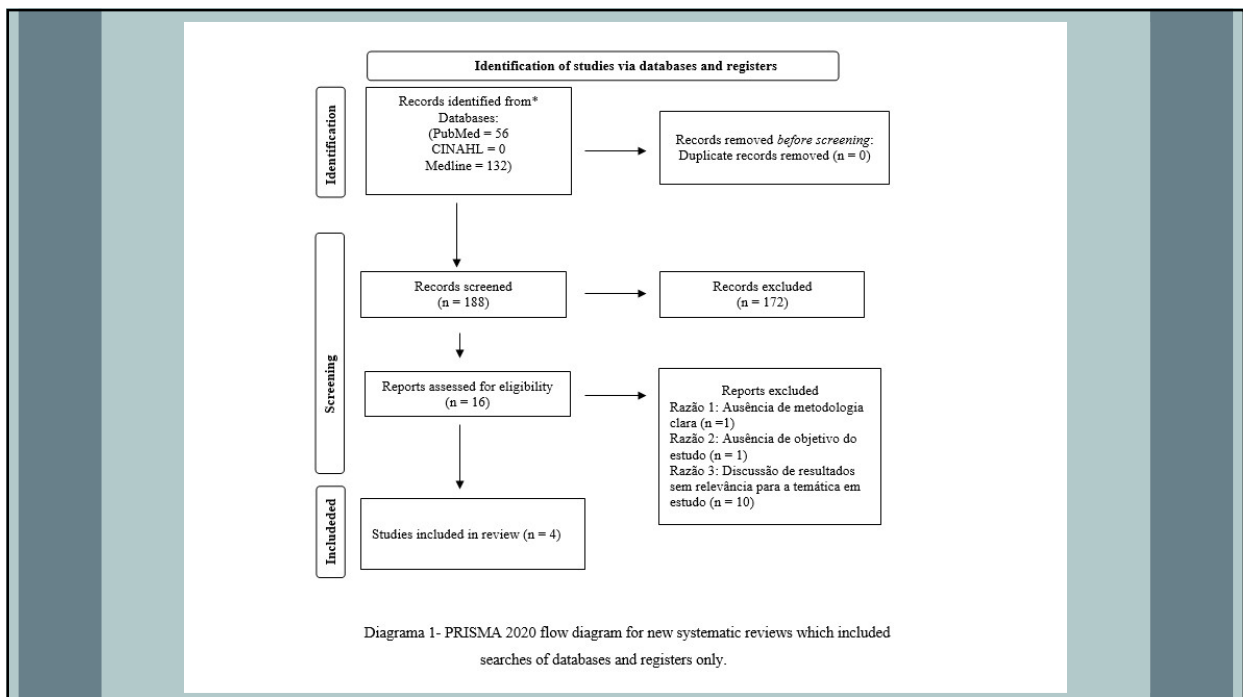 Identification of studies via databases and registers
Identification
Records identified from*
Databases:
(PubMed = 56
CINAHL = 0
Medline = 132)
Records removed before screening:
Duplicate records removed (n = 0)
Screening
Records screened
(n = 188)
Records excluded
(n = 172)
Reports assessed for eligibility
(n = 16)
Reports excluded
Razão 1: Ausência de metodologia
clara (n =1)
Razão 2: Ausência de objetivo do
estudo (n = 1)
Razão 3: Discussão de resultados
sem relevância para a temática em
estudo (n = 10)
Includeded
Studies included in review (n = 4)
Diagrama 1- PRISMA 2020 flow diagram for new systematic reviews which included
searches of databases and registers only.